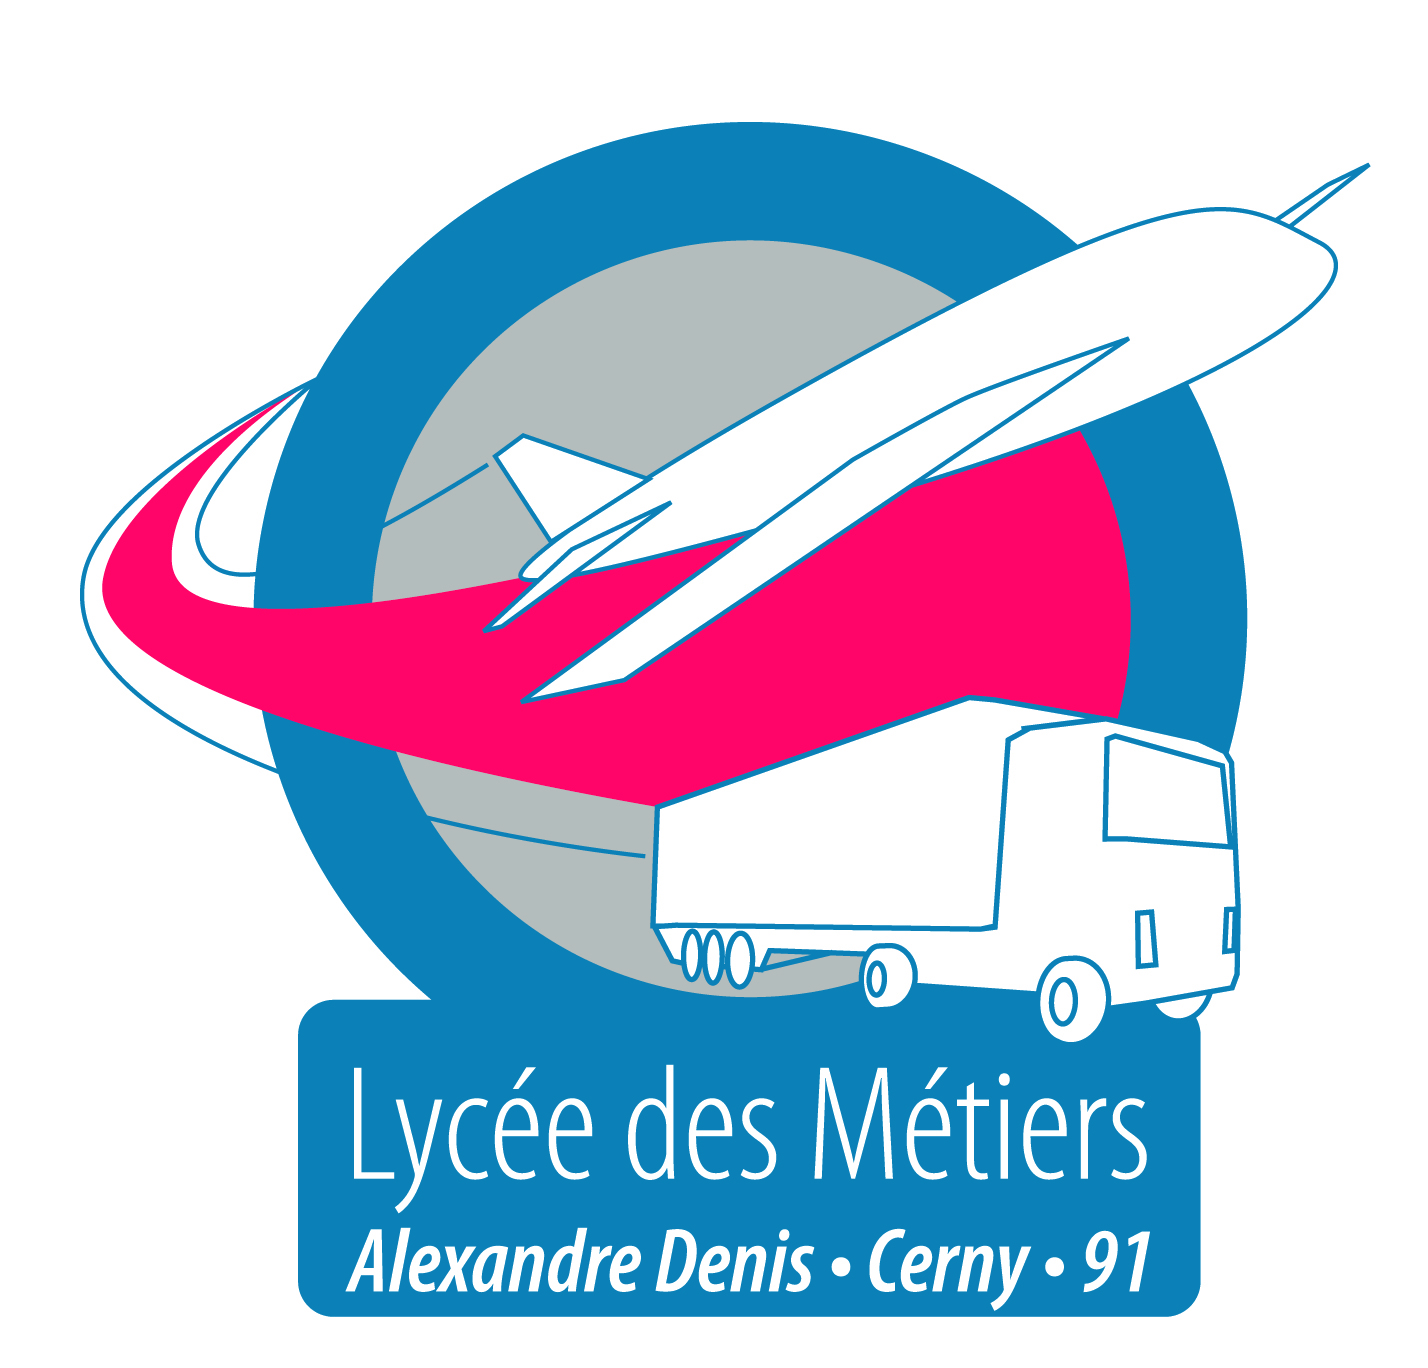 Lycée des Métiers
Alexandre Denis • Cerny • 91